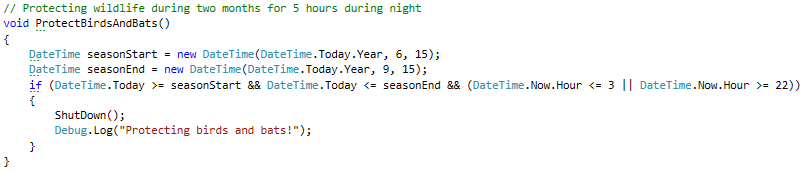 // Protecting wildlife during two months for 5 hours during night
void ProtectBirdsAndBats()
{
    DateTime seasonStart = new DateTime(DateTime.Today.Year, 6, 15);
    DateTime seasonEnd = new DateTime(DateTime.Today.Year, 9, 15);
    if (DateTime.Today >= seasonStart && DateTime.Today <= seasonEnd && (DateTime.Now.Hour <= 3 || DateTime.Now.Hour >= 22))
    {
        ShutDown();
        Debug.Log("Protecting birds and bats!");
    }
}